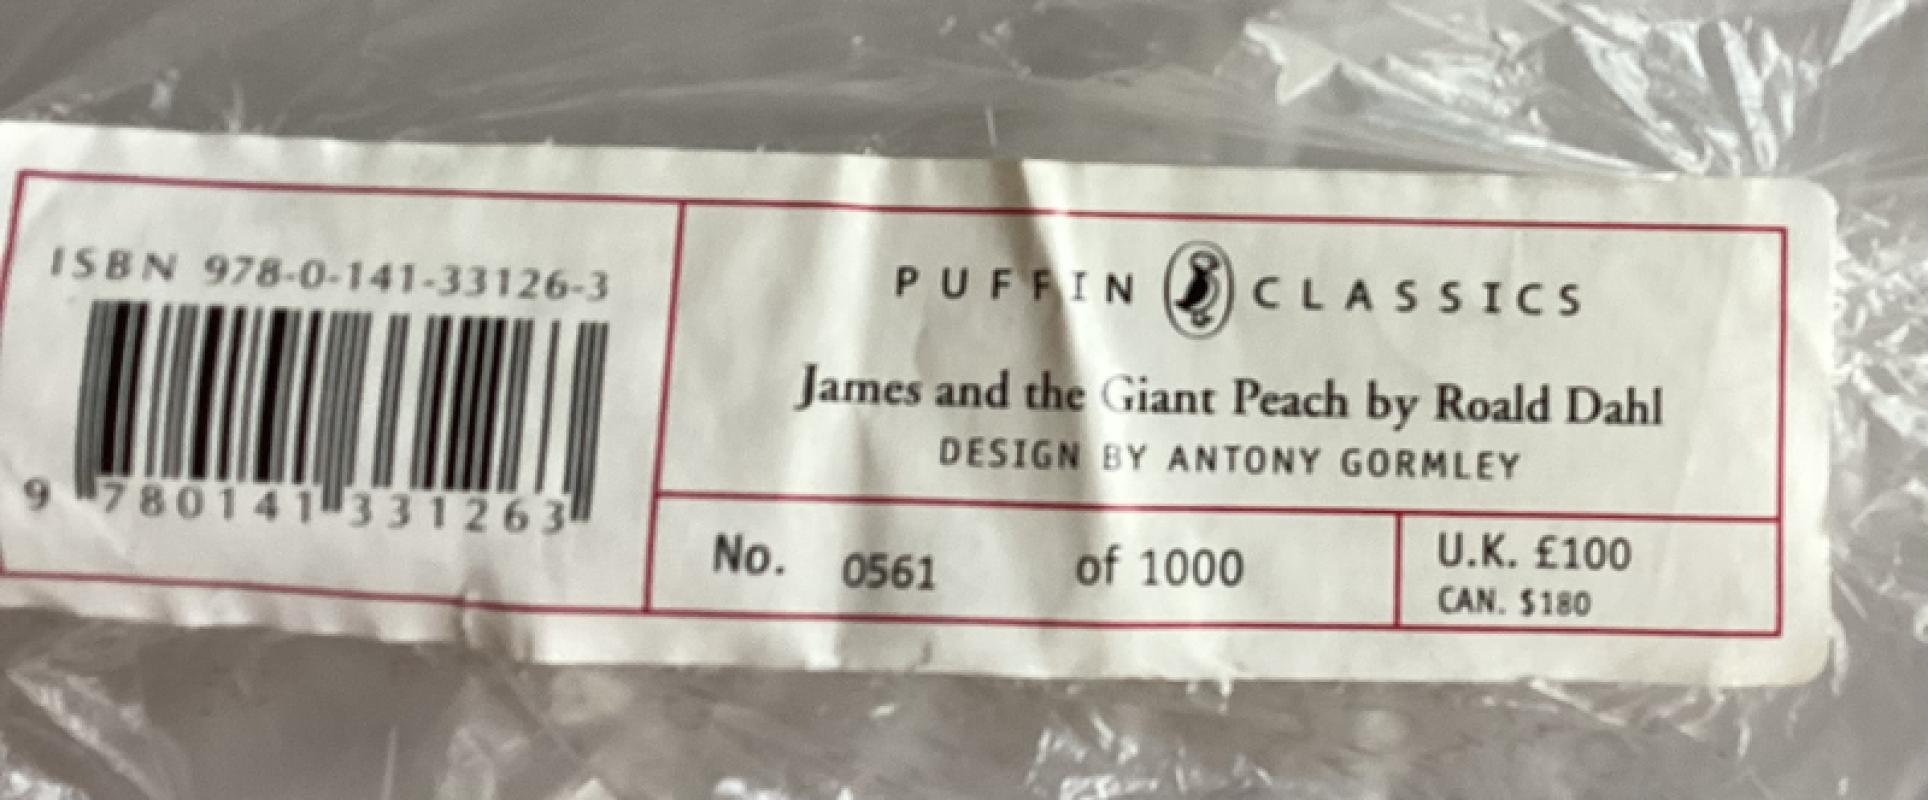 ISBN 978-0-141-33126-3
9 780141 331263
PUFFIN CLASSICS
James and the Giant Peach by Roald Dahl
DESIGN BY ANTONY GORMLEY
No. 0561 of 1000
U.K. £100
CAN. $180